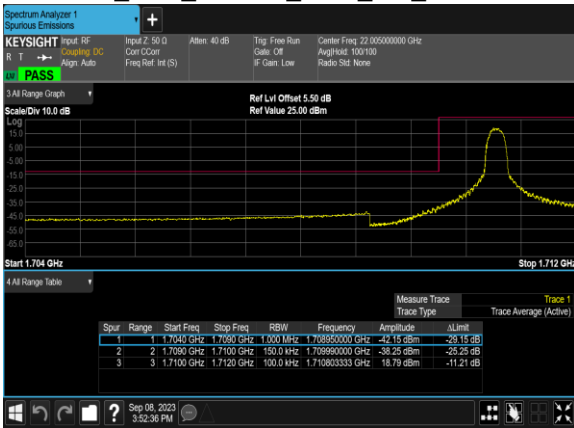 Spectrum Analyzer 1
Spurious Emissions
+
KEYSIGHT Input: RF Input Z: 50 Ω Atten: 40 dB Trig: Free Run Center Freq: 22.005000000 GHz
R T Coupling: DC Corr CCorr Gate: Off Avg|Hold: 100/100
Align: Auto Freq Ref: Int (S) IF Gain: Low Radio Std: None
PASS
3 All Range Graph Ref Lvl Offset 5.50 dB
Scale/Div 10.0 dB Ref Value 25.00 dBm
Log
15.0
5.00
-5.00
-15.0
-25.0
-35.0
-45.0
-55.0
-65.0
Start 1.704 GHz Stop 1.712 GHz
4 All Range Table
Measure Trace Trace 1
Trace Type Trace Average (Active)
Spur Range Start Freq Stop Freq RBW Frequency Amplitude ΔLimit
1 1 1.7040 GHz 1.7090 GHz 1.000 MHz 1.708950000 GHz -42.15 dBm -29.15 dB
2 2 1.7090 GHz 1.7100 GHz 150.0 kHz 1.709990000 GHz -38.25 dBm -25.25 dB
3 3 1.7100 GHz 1.7120 GHz 100.0 kHz 1.710803333 GHz 18.79 dBm -11.21 dB
? Sep 08, 2023
3:52:36 PM